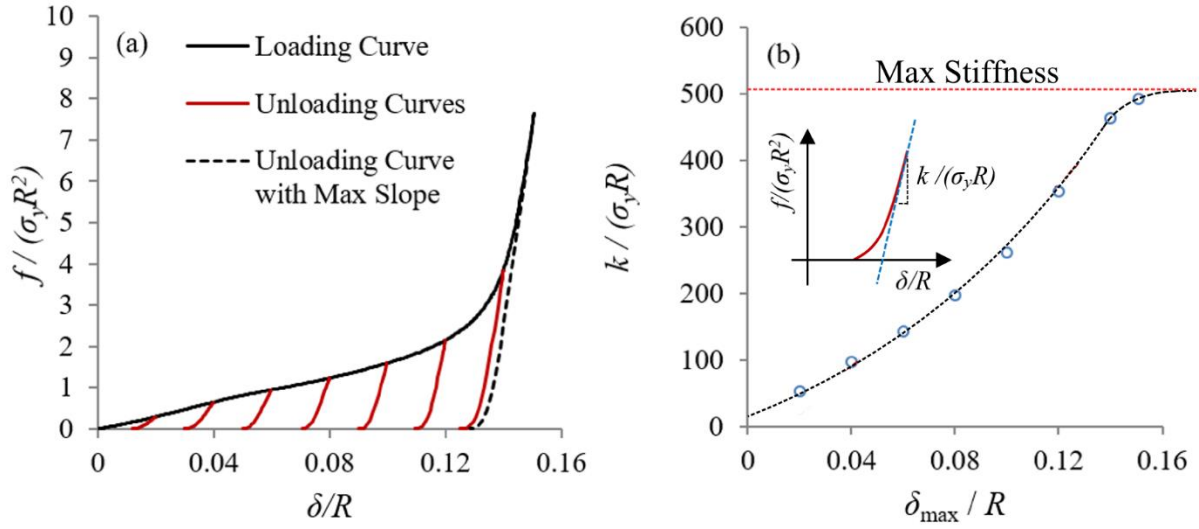 (a)
Loading Curve
Unloading Curves
Unloading Curve
with Max Slope
f / (σyR²)
10
9
8
7
6
5
4
3
2
1
0
0 0.04 0.08 0.12 0.16
δ/R
(b)
Max Stiffness
k / (σyR)
600
500
400
300
200
100
0
f/(σyR²)
k /(σyR)
δ/R
0 0.04 0.08 0.12 0.16
δmax / R